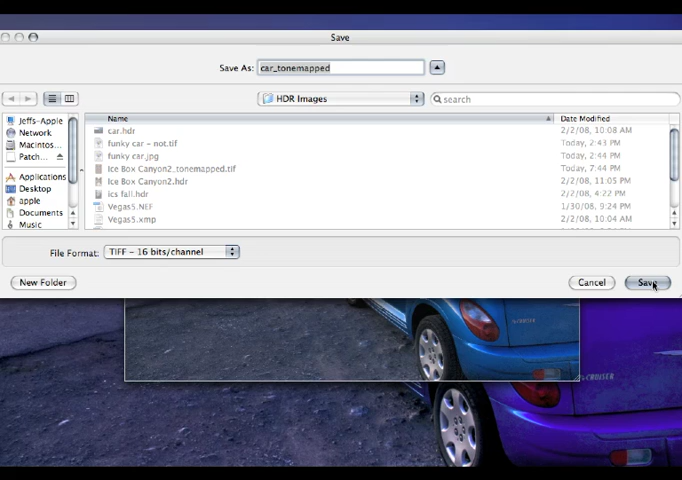 Save
Save As: car_tonemapped
HDR Images
search
Name Date Modified
Jeffs-Apple
Network
Macintos...
Patch...
Applications
Desktop
apple
Documents
Music
car.hdr 2/2/08, 10.08 AM
funky car - not.tif Today, 2:43 PM
funky car.jpg Today, 2:44 PM
Ice Box Canyon2_tonemapped.tif Today, 7:44 PM
Ice Box Canyon2.hdr 2/2/08, 11:05 PM
ics fall.hdr 2/2/08, 4:22 PM
Vegas5.NEF 1/30/08, 9:24 PM
Vegas5.xmp 2/2/08, 10:04 AM
File Format: TIFF - 16 bits/channel
New Folder Cancel Save